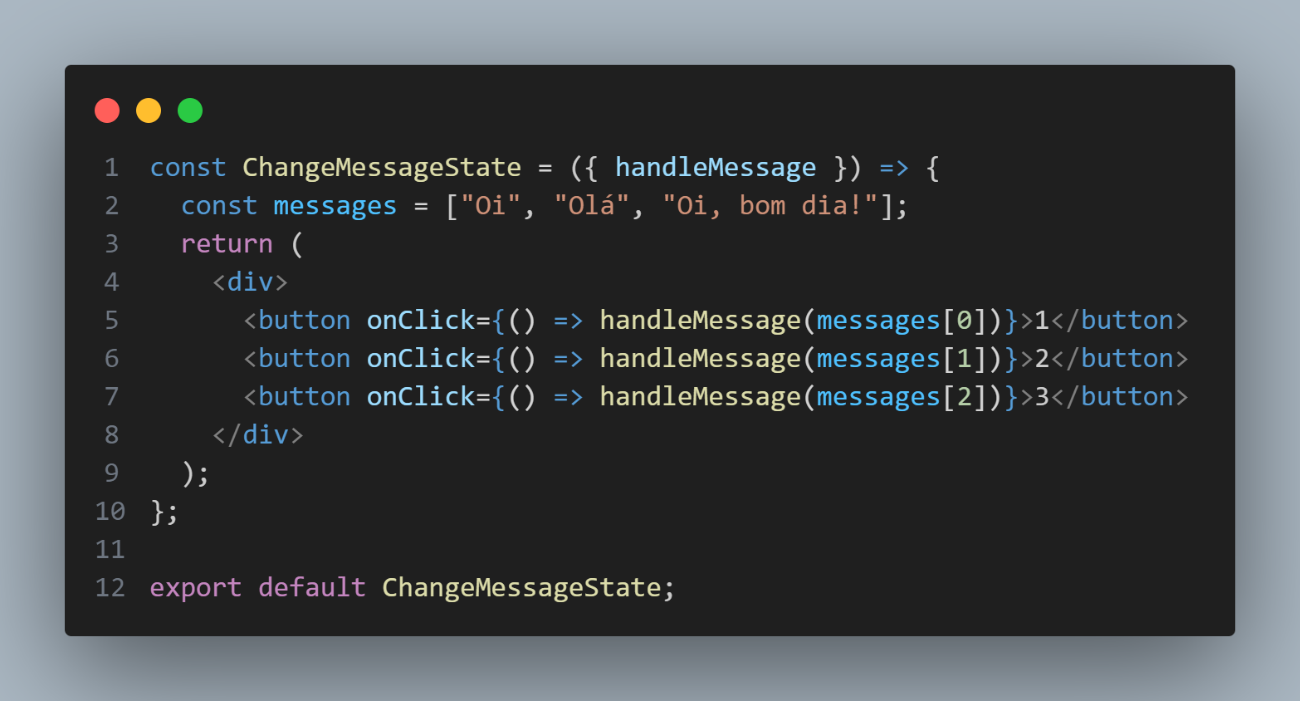 1 const ChangeMessageState = ({ handleMessage }) => {
2   const messages = ["Oi", "Olá", "Oi, bom dia!"];
3   return (
4     <div>
5       <button onClick={() => handleMessage(messages[0])}>1</button>
6       <button onClick={() => handleMessage(messages[1])}>2</button>
7       <button onClick={() => handleMessage(messages[2])}>3</button>
8     </div>
9   );
10 };
11
12 export default ChangeMessageState;